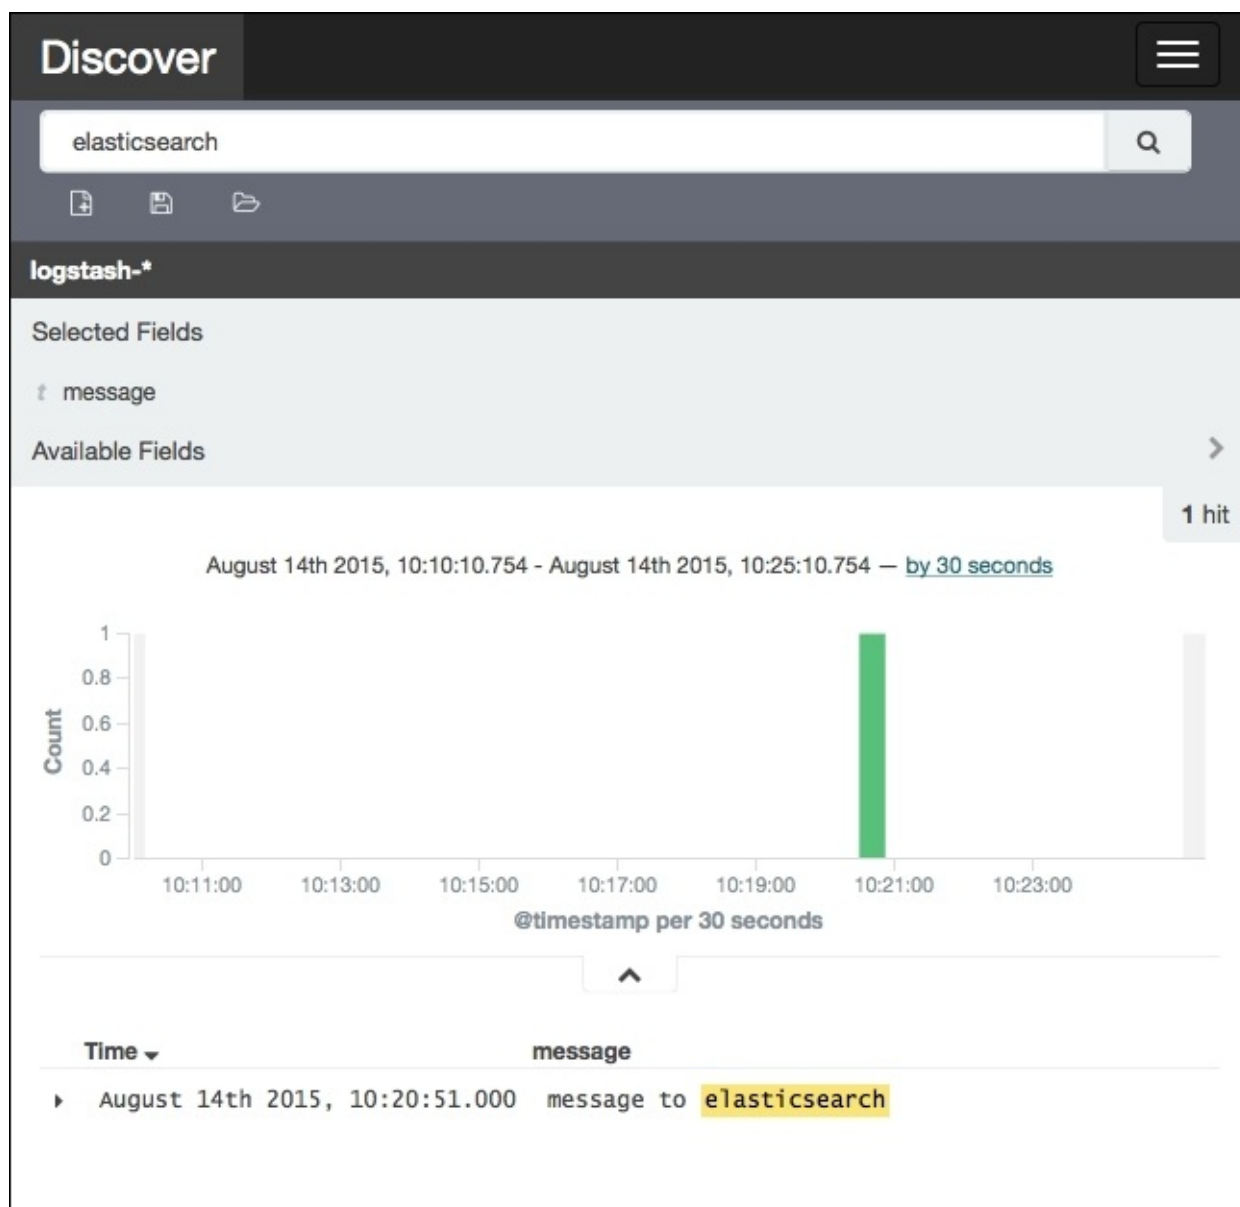 Discover
elasticsearch
logstash-*
Selected Fields
t message
Available Fields
1 hit
August 14th 2015, 10:10:10.754 - August 14th 2015, 10:25:10.754 — by 30 seconds
1
0.8
0.6
0.4
0.2
0
Count
10:11:00 10:13:00 10:15:00 10:17:00 10:19:00 10:21:00 10:23:00
@timestamp per 30 seconds
Time message
August 14th 2015, 10:20:51.000 message to elasticsearch